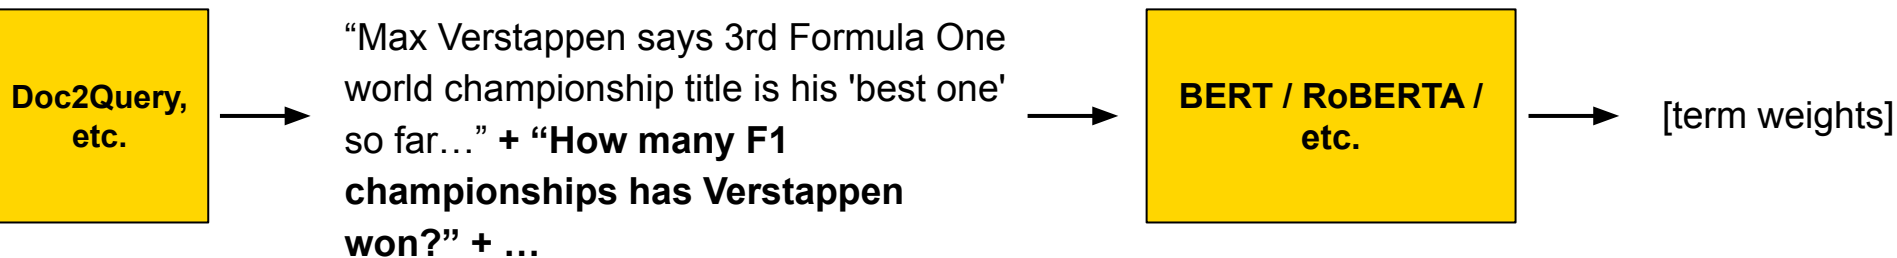 Doc2Query,
etc.
“Max Verstappen says 3rd Formula One
world championship title is his 'best one'
so far…” + “How many F1
championships has Verstappen
won?” + …
BERT / RoBERTA /
etc.
[term weights]